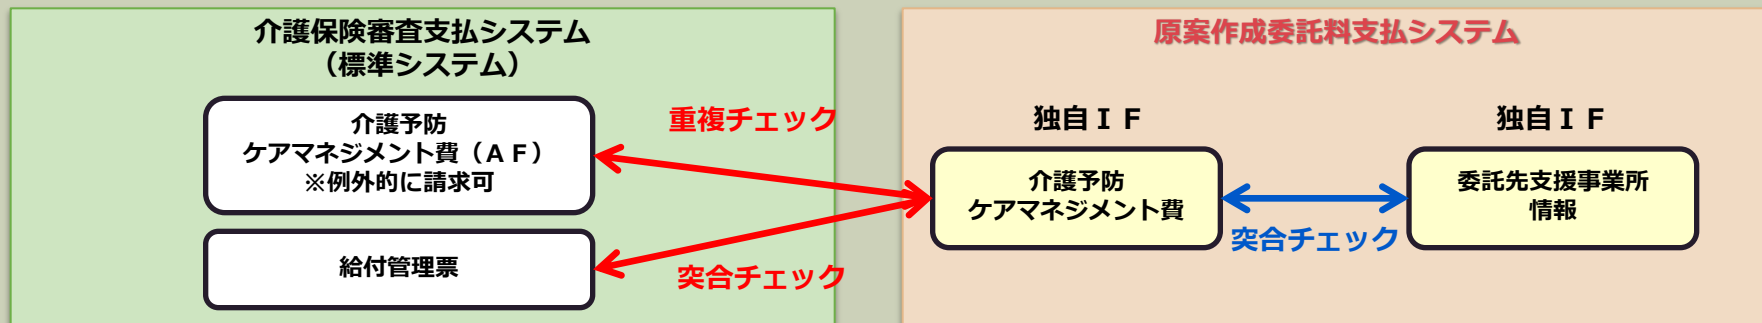 介護保険審査支払システム
（標準システム）
介護予防
ケアマネジメント費（ＡＦ）
※例外的に請求可
給付管理票
重複チェック
突合チェック
原案作成委託料支払システム
独自ＩＦ
介護予防
ケアマネジメント費
突合チェック
独自ＩＦ
委託先支援事業所
情報